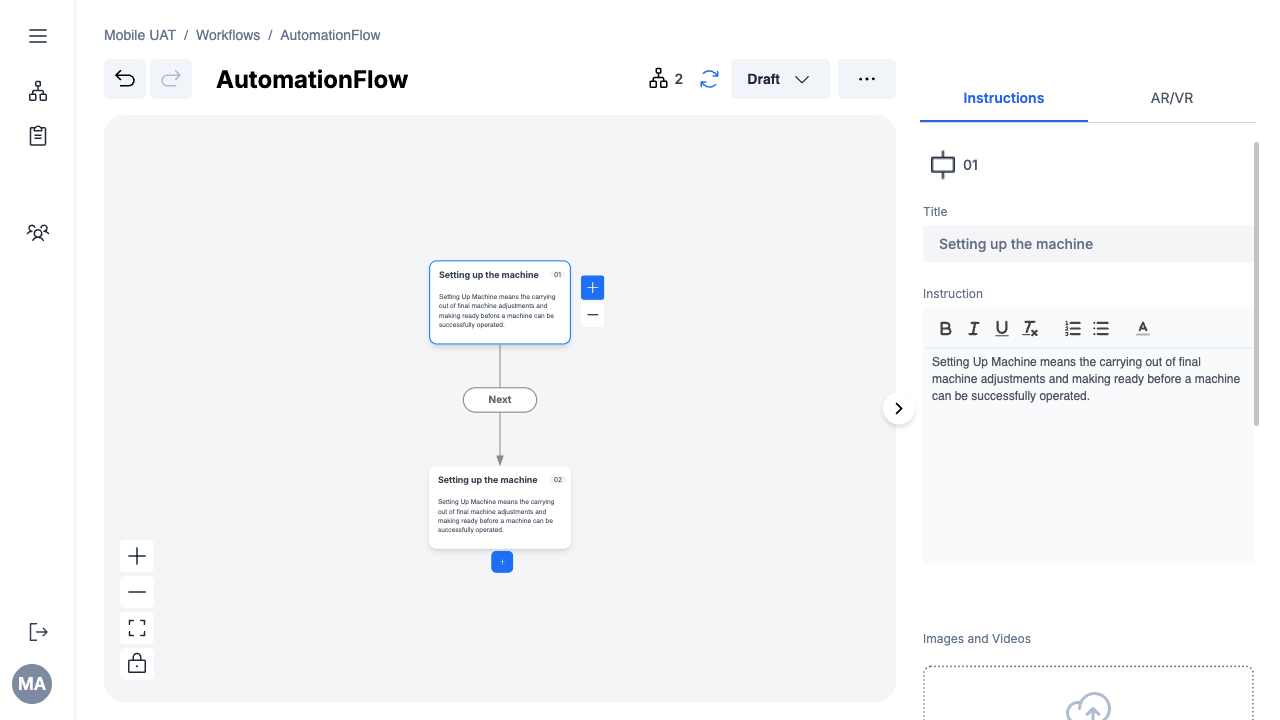 Mobile UAT / Workflows / AutomationFlow
AutomationFlow
2
Draft
Instructions
AR/VR
01
Title
Setting up the machine
Instruction
Setting Up Machine means the carrying out of final
machine adjustments and making ready before a machine
can be successfully operated.
Images and Videos
Setting up the machine 01
Setting Up Machine means the carrying
out of final machine adjustments and
making ready before a machine can be
successfully operated.
Next
Setting up the machine 02
Setting Up Machine means the carrying
out of final machine adjustments and
making ready before a machine can be
successfully operated.
MA